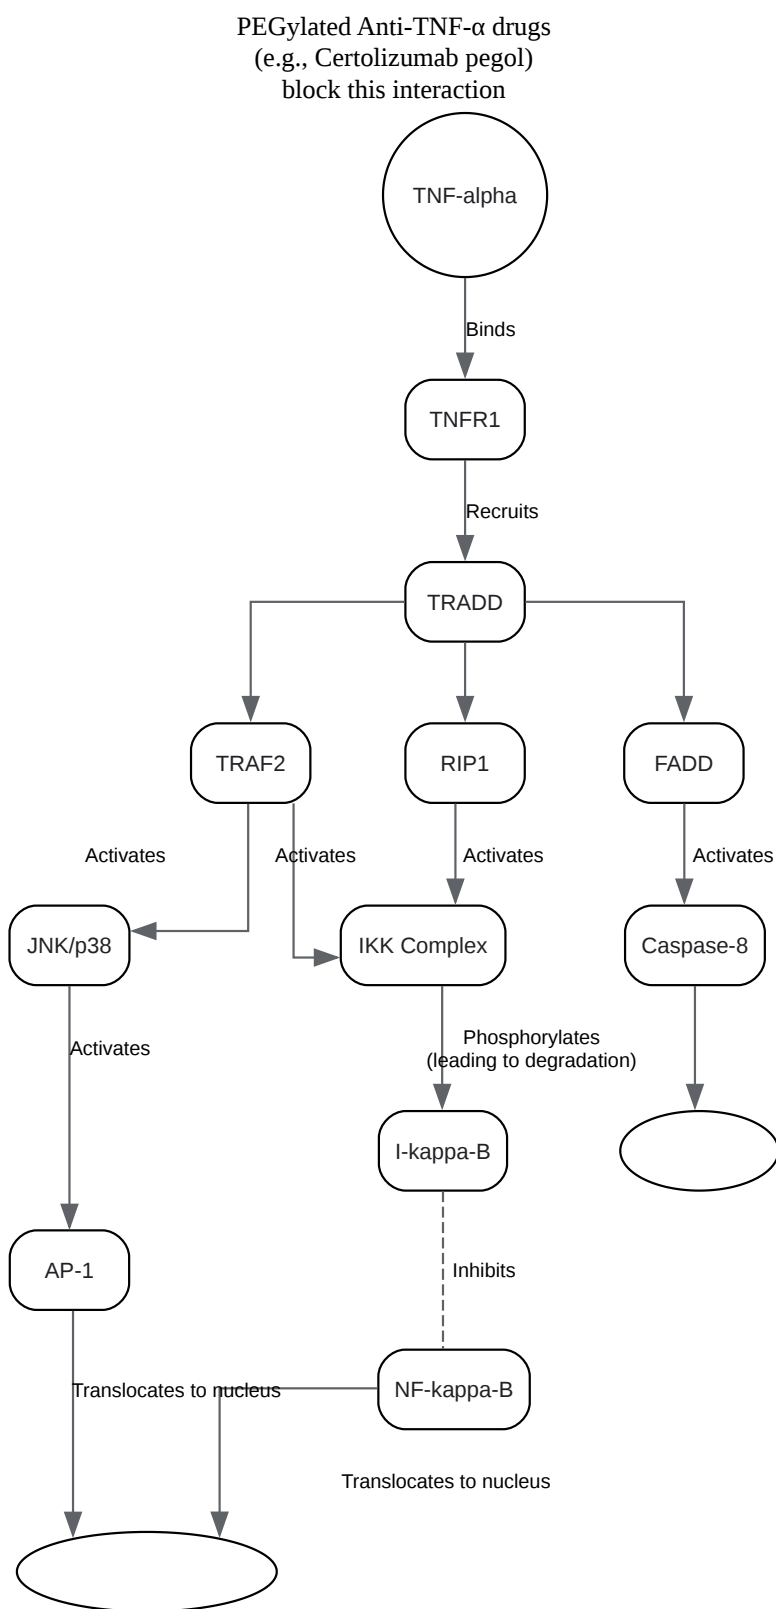 PEGylated Anti-TNF-α drugs
(e.g., Certolizumab pegol)
block this interaction
TNF-alpha
Binds
TNFR1
Recruits
TRADD
TRAF2
RIP1
FADD
Activates
Activates
Activates
Activates
JNK/p38
IKK Complex
Caspase-8
Activates
Phosphorylates
(leading to degradation)
I-kappa-B
AP-1
Inhibits
Translocates to nucleus
NF-kappa-B
Translocates to nucleus